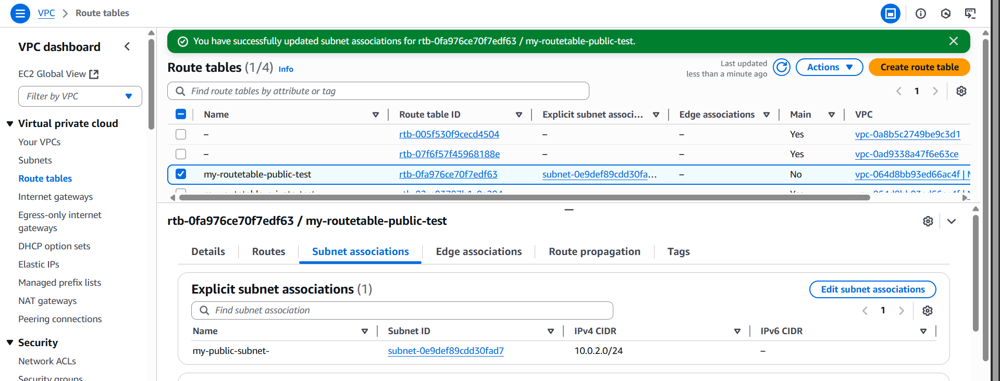 VPC > Route tables
VPC dashboard
EC2 Global View
Filter by VPC
Virtual private cloud
Your VPCs
Subnets
Route tables
Internet gateways
Egress-only internet
gateways
DHCP option sets
Elastic IPs
Managed prefix lists
NAT gateways
Peering connections
Security
Network ACLs
Security groups
You have successfully updated subnet associations for rtb-0fa976ce70f7edf63 / my-routetable-public-test.
Route tables (1/4) Info
Last updated
less than a minute ago
Actions
Create route table
Find route tables by attribute or tag
1
Name Route table ID Explicit subnet associ... Edge associations Main VPC
– rtb-005f530f9cecd4504 – – Yes vpc-0a8b5c2749be9c3d1
– rtb-07f6f57f45968188e – – Yes vpc-0ad9338a47f6e63ce
my-routetable-public-test rtb-0fa976ce70f7edf63 subnet-0e9def89cdd30fa... – No vpc-064d8bb93ed66ac4f |
rtb-0fa976ce70f7edf63 / my-routetable-public-test
Details Routes Subnet associations Edge associations Route propagation Tags
Explicit subnet associations (1)
Edit subnet associations
Find subnet association
1
Name Subnet ID IPv4 CIDR IPv6 CIDR
my-public-subnet- subnet-0e9def89cdd30fad7 10.0.2.0/24 –